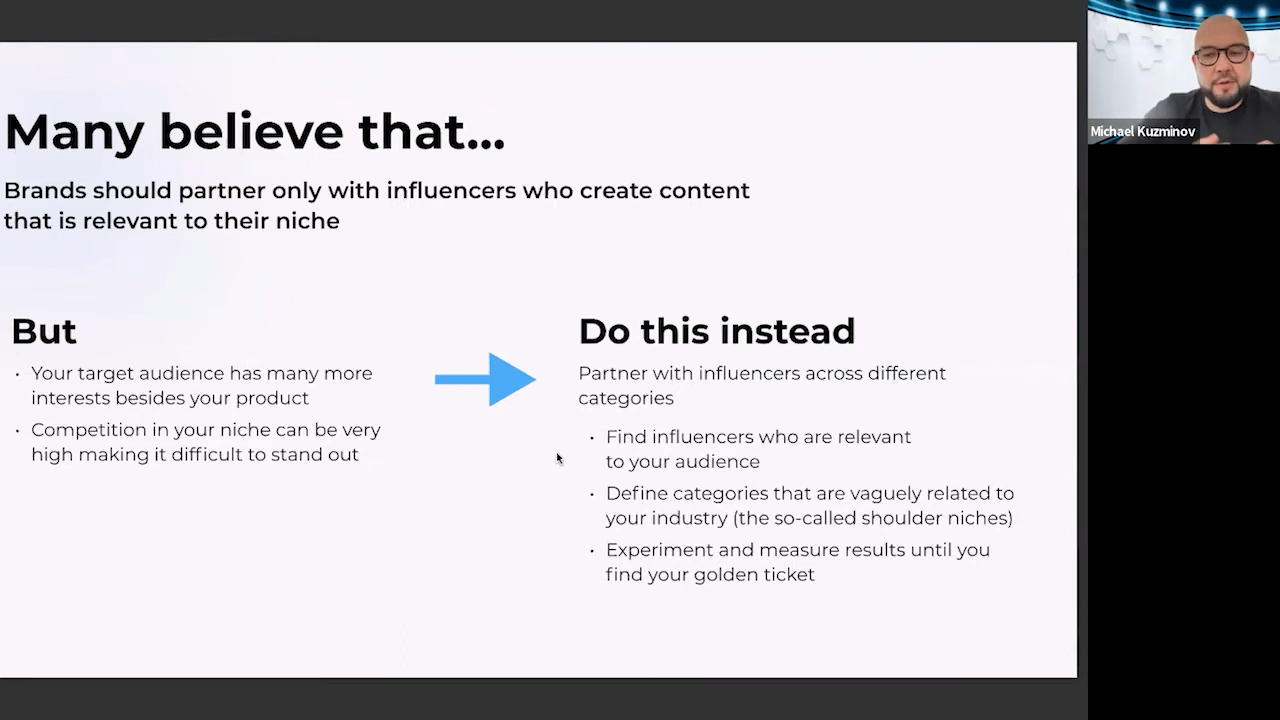 Many believe that...
Brands should partner only with influencers who create content
that is relevant to their niche
But
• Your target audience has many more
interests besides your product
• Competition in your niche can be very
high making it difficult to stand out
Do this instead
Partner with influencers across different
categories
• Find influencers who are relevant
to your audience
• Define categories that are vaguely related to
your industry (the so-called shoulder niches)
• Experiment and measure results until you
find your golden ticket
Michael Kuzminov